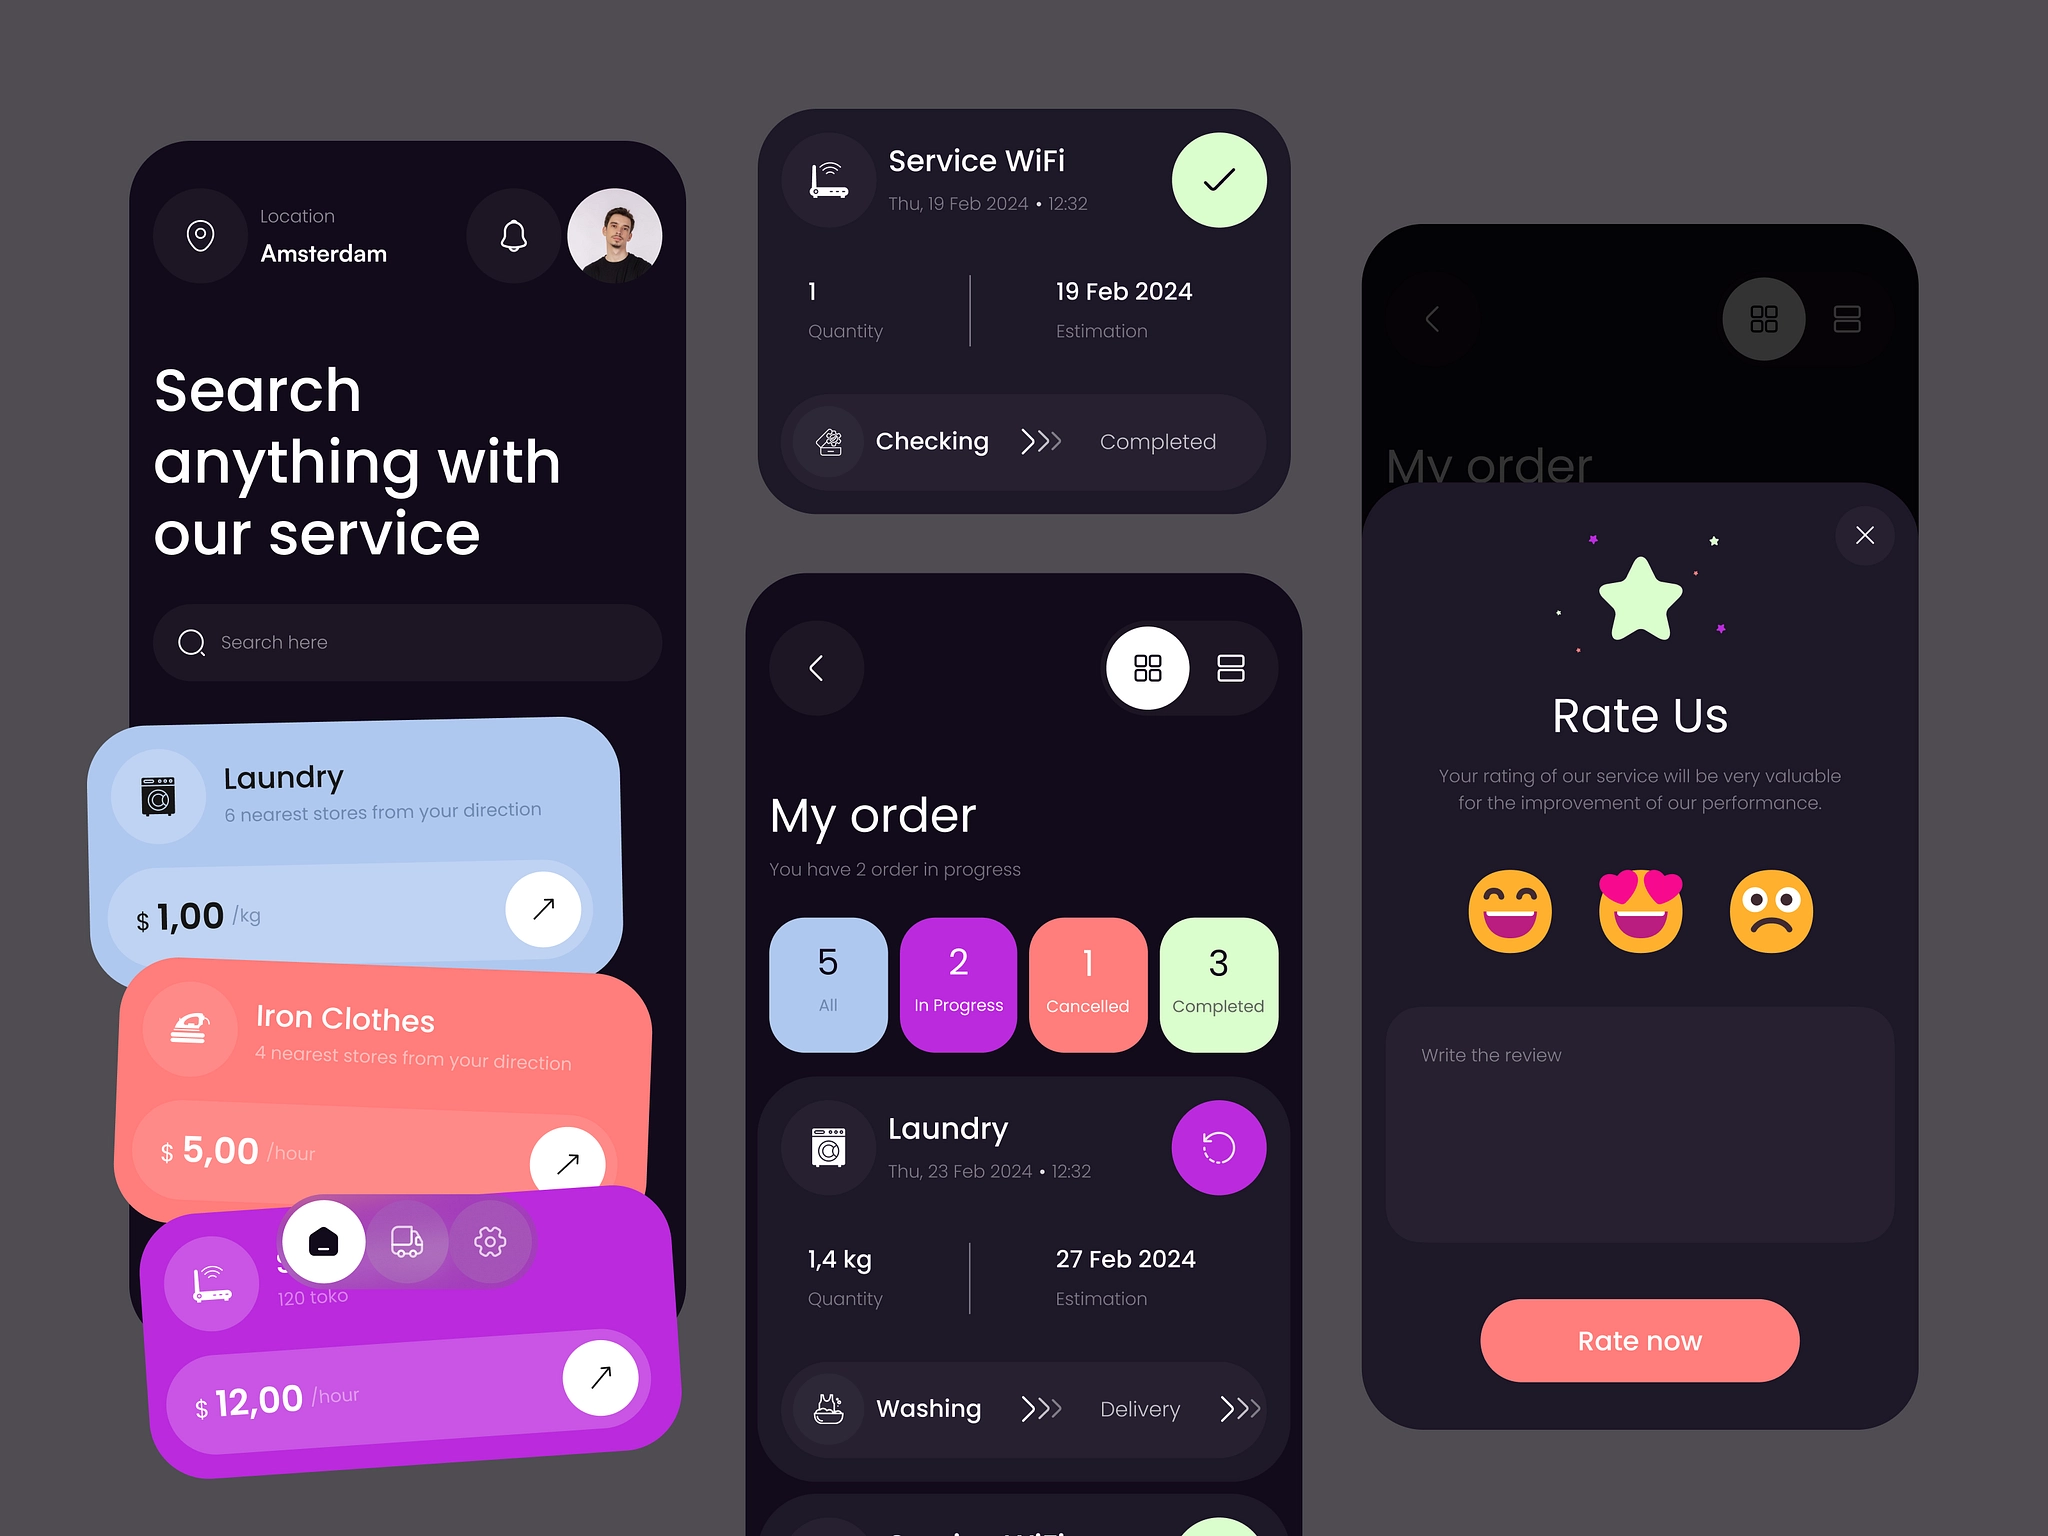 Location
Amsterdam
Search
anything with
our service
Search here
Laundry
6 nearest stores from your direction
$ 1,00 /kg
Iron Clothes
4 nearest stores from your direction
$ 5,00 /hour
120 toko
$ 12,00 /hour
Service WiFi
Thu, 19 Feb 2024 • 12:32
1
19 Feb 2024
Quantity
Estimation
Checking
Completed
My order
You have 2 order in progress
5
2
1
3
All
In Progress
Cancelled
Completed
Laundry
Thu, 23 Feb 2024 • 12:32
1,4 kg
27 Feb 2024
Quantity
Estimation
Washing
Delivery
My order
Rate Us
Your rating of our service will be very valuable
for the improvement of our performance.
Write the review
Rate now